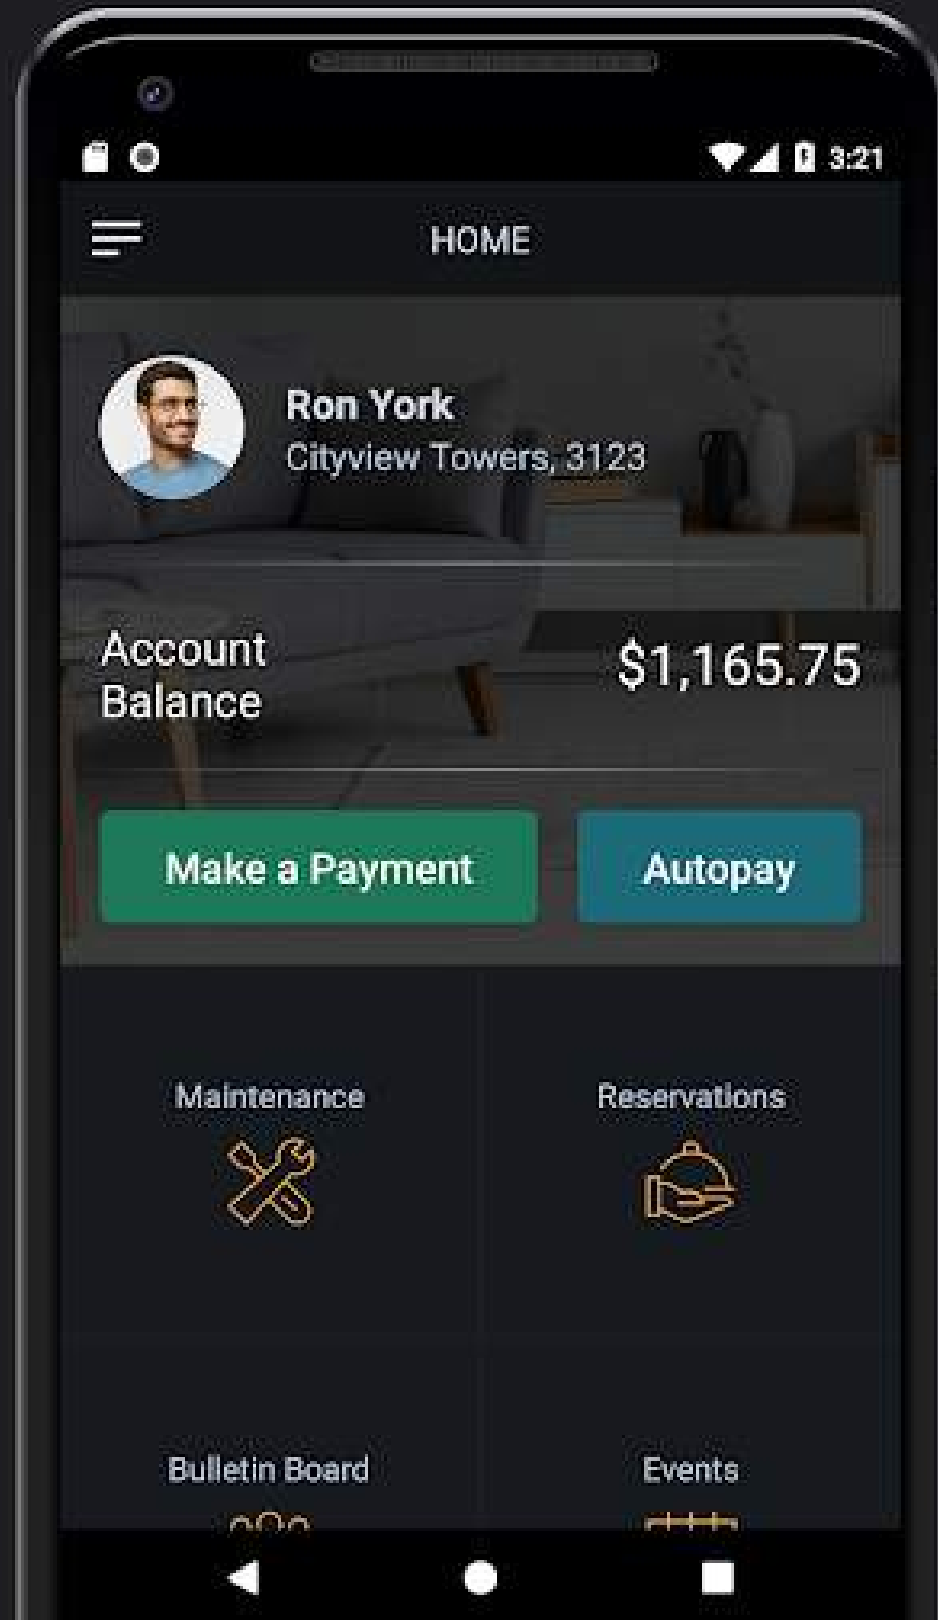 3:21
HOME
Ron York
Cityview Towers, 3123
Account
Balance
$1,165.75
Make a Payment
Autopay
Maintenance
Reservations
Bulletin Board
Events